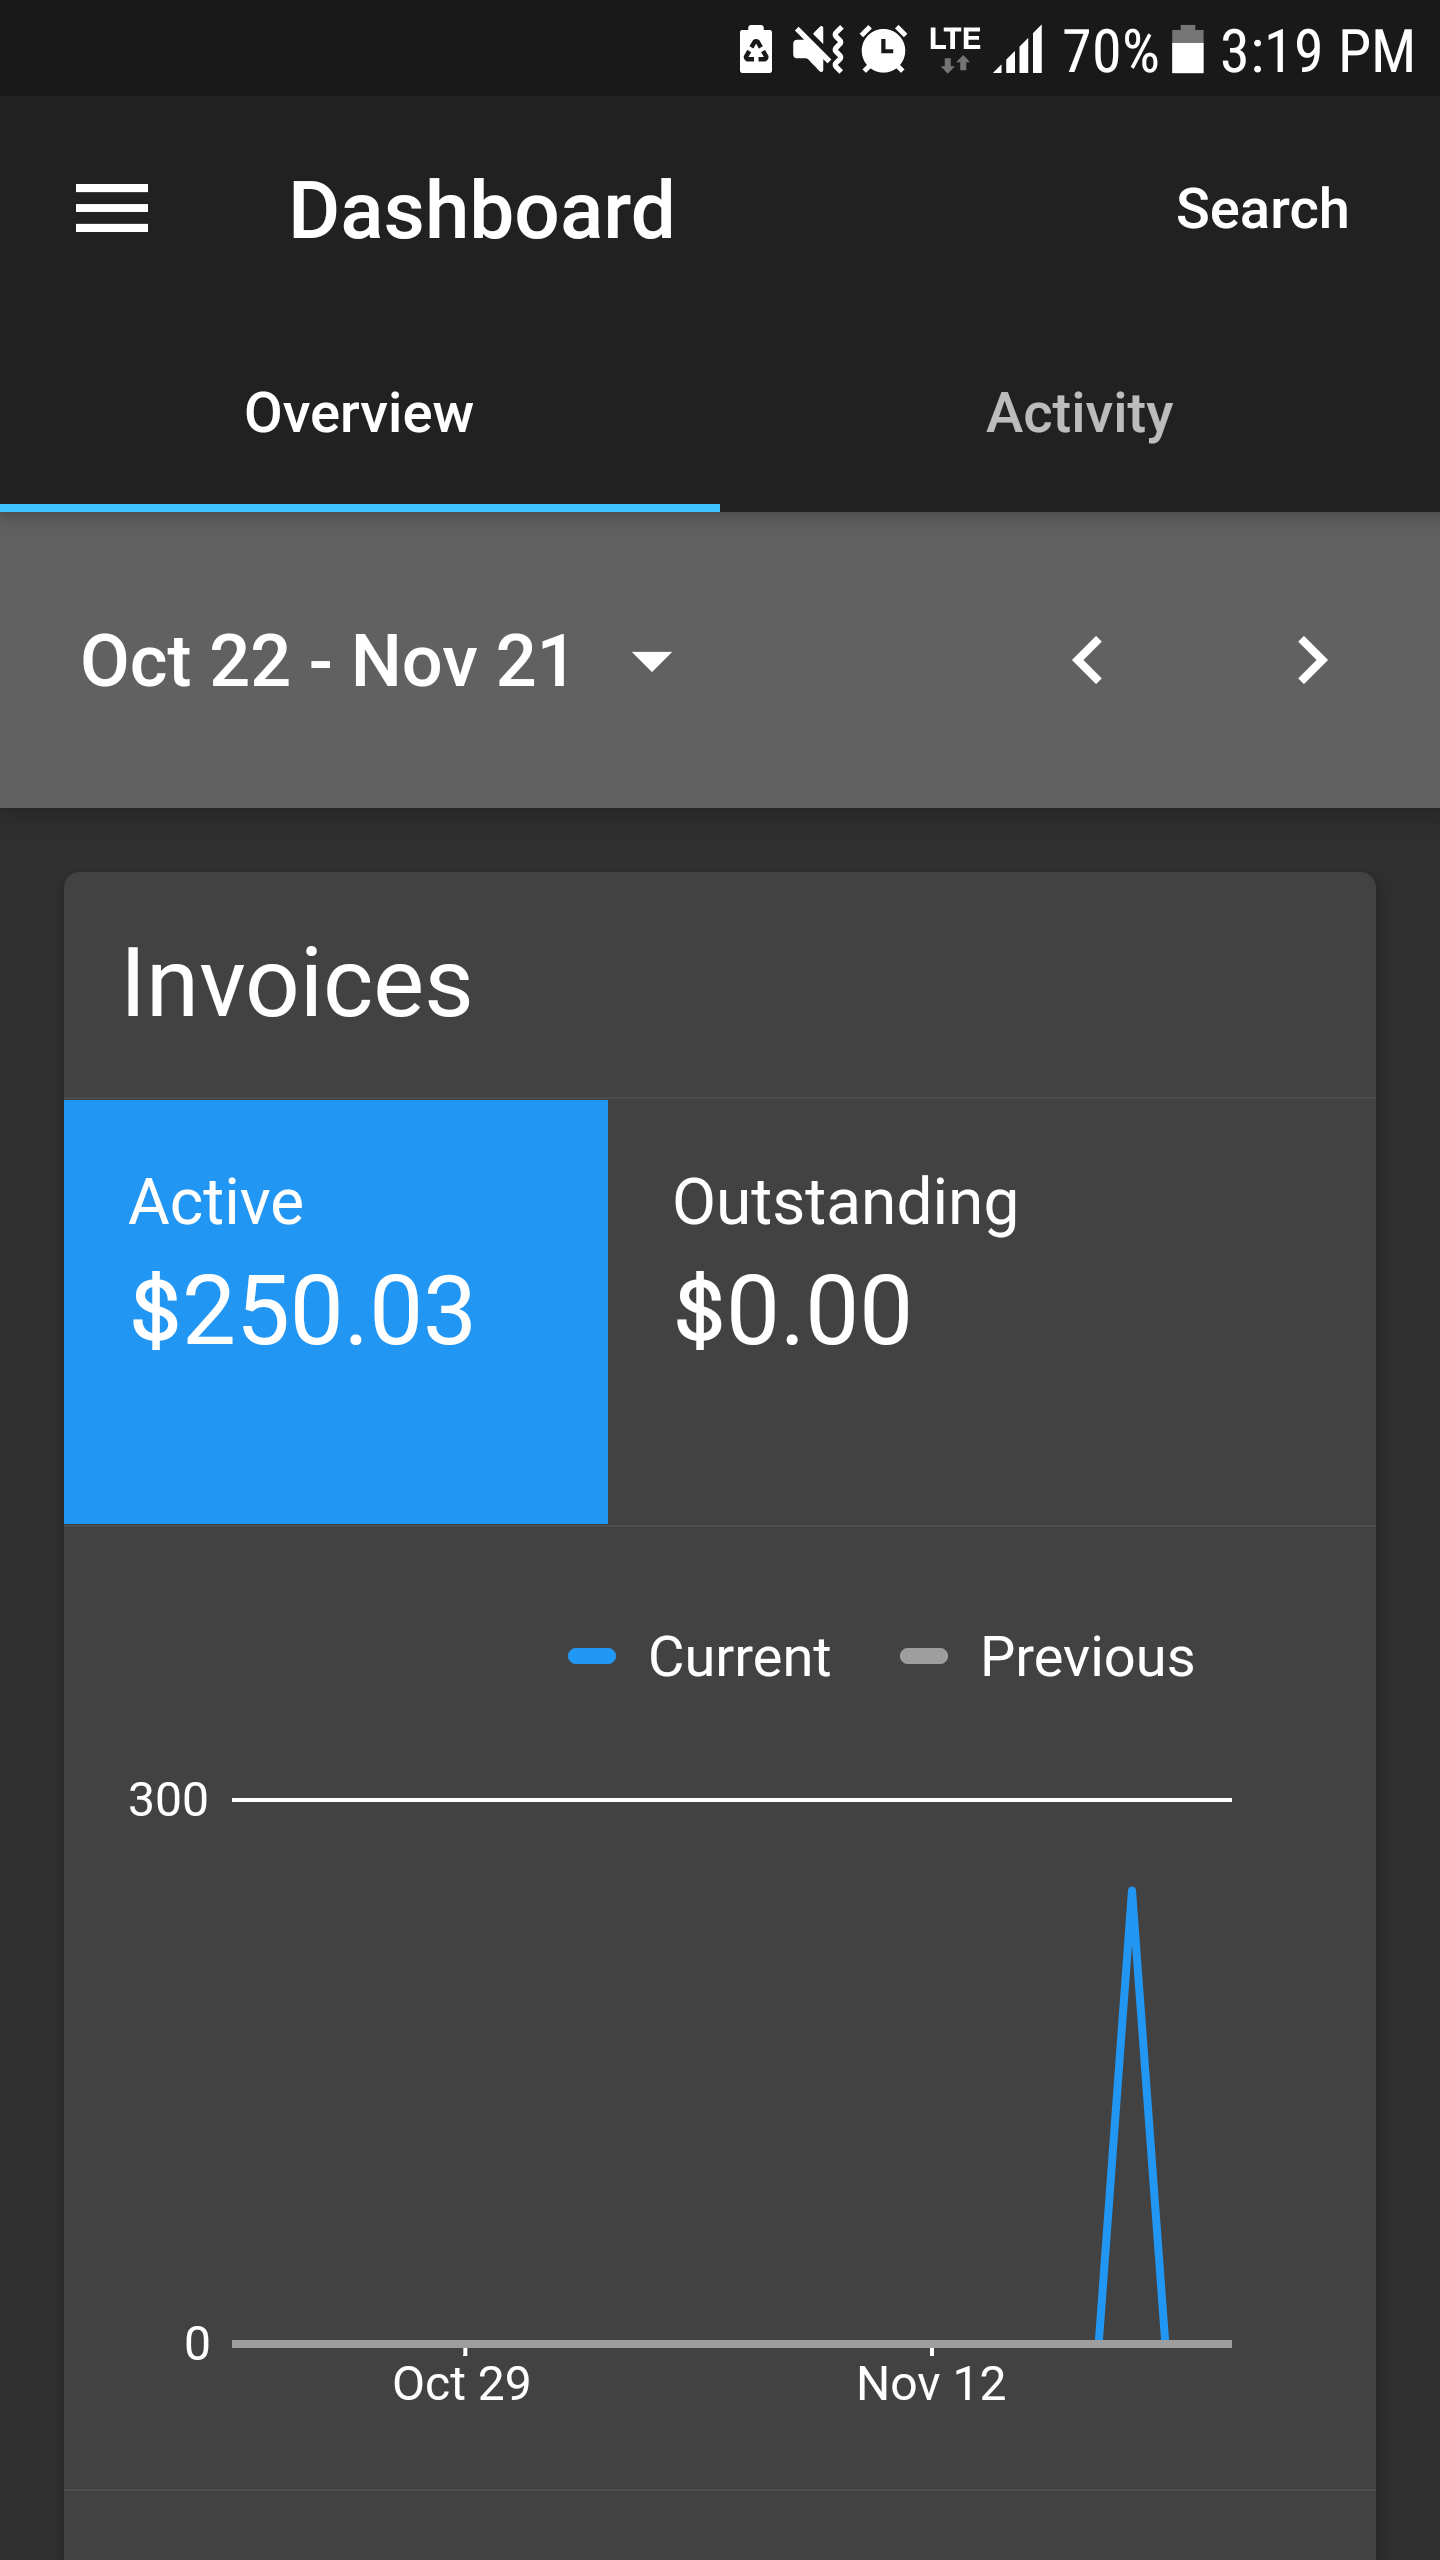 LTE 70% 3:19 PM
Dashboard Search
Overview Activity
Oct 22 - Nov 21
Invoices
Active Outstanding
$250.03 $0.00
Current Previous
300
0
Oct 29 Nov 12